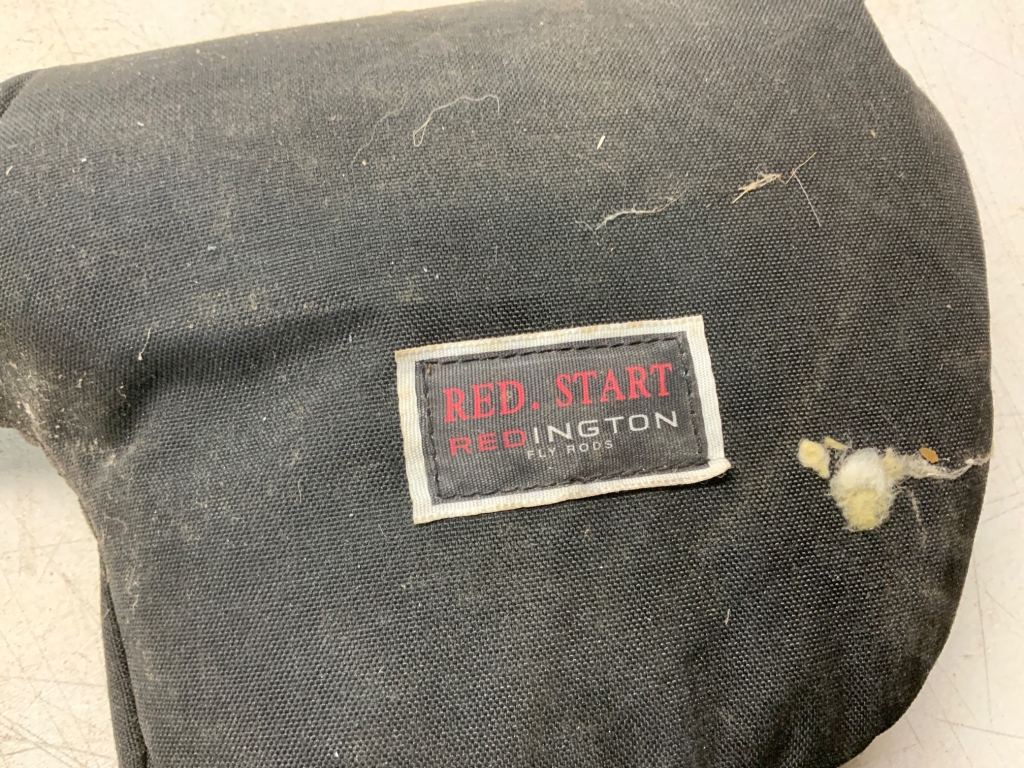 RED. START
REDINGTON
FLY RODS